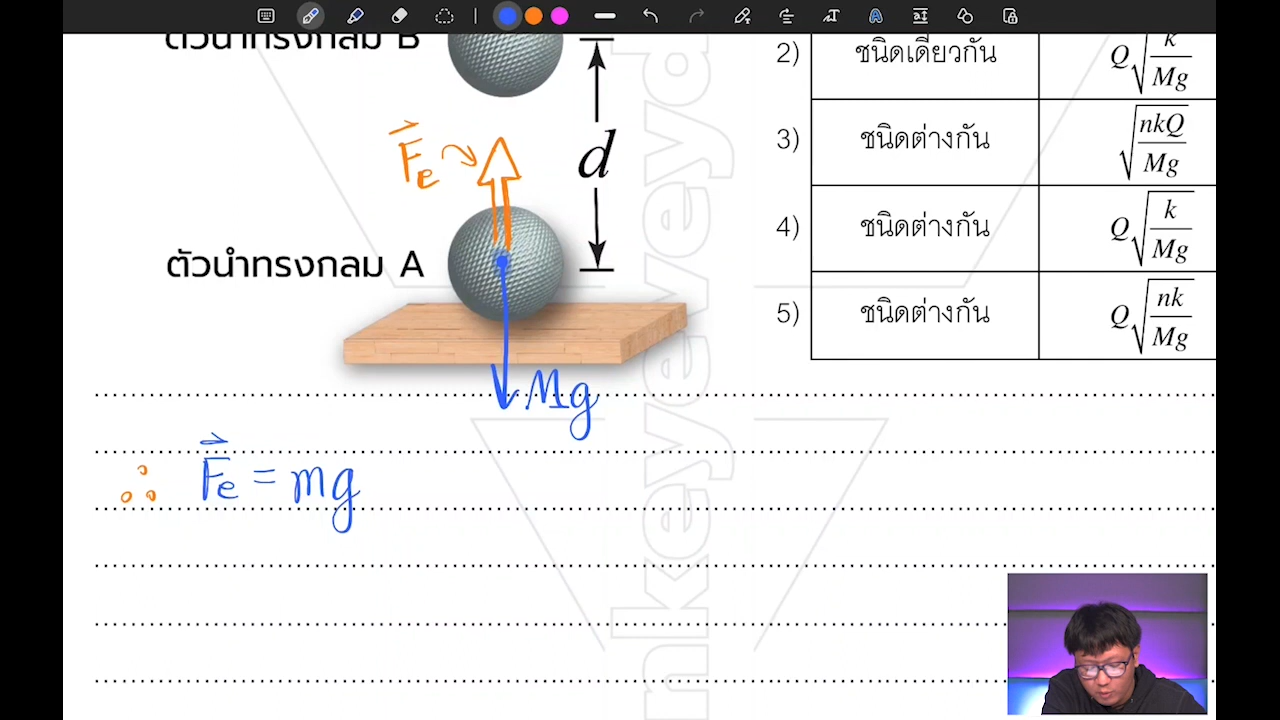 ตัวนำทรงกลม B
d
F e
ตัวนำทรงกลม A
Mg
∴ F e = mg
2) ชนิดเดียวกัน Q√(k/Mg)
3) ชนิดต่างกัน √(nkQ/Mg)
4) ชนิดต่างกัน Q√(k/Mg)
5) ชนิดต่างกัน Q√(nk/Mg)